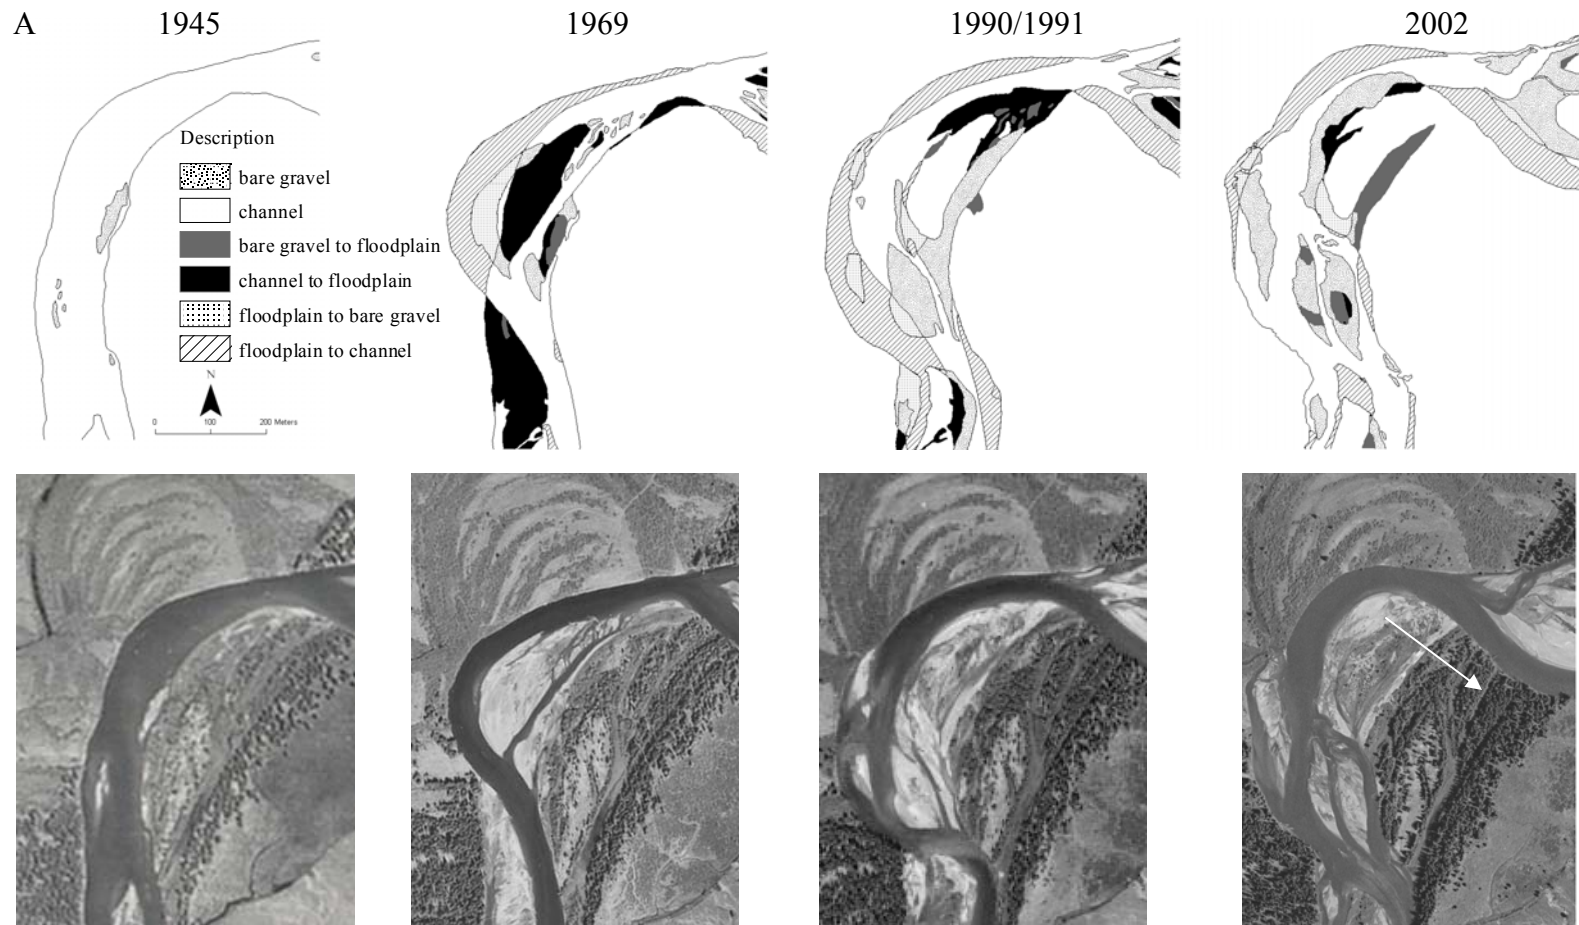 A 1945 1969 1990/1991 2002
Description
bare gravel
channel
bare gravel to floodplain
channel to floodplain
floodplain to bare gravel
floodplain to channel
N
0 100 200 Meters